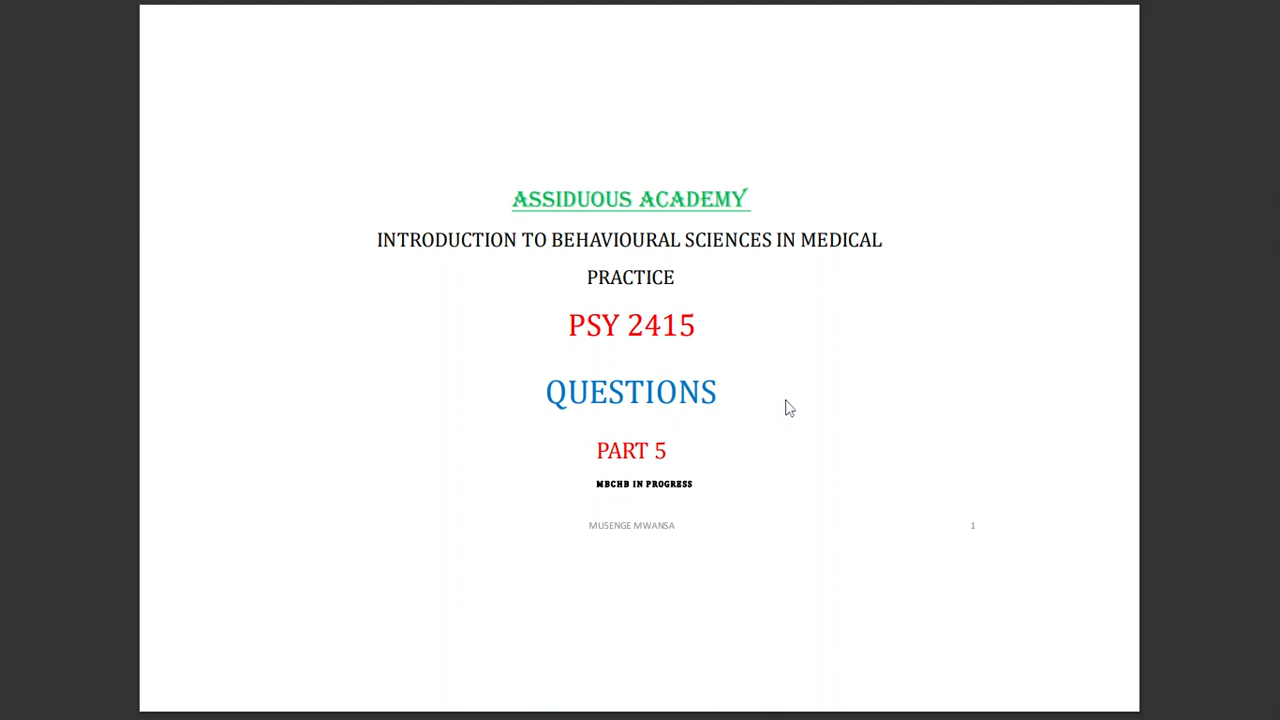 ASSIDUOUS ACADEMY
INTRODUCTION TO BEHAVIOURAL SCIENCES IN MEDICAL
PRACTICE
PSY 2415
QUESTIONS
PART 5
MBCHB IN PROGRESS
MUSENGE MWANSA
1